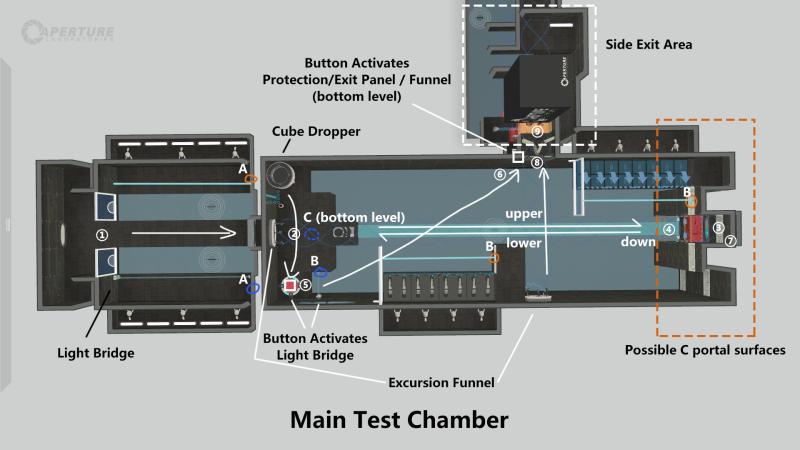 APERTURE
LABORATORIES
Side Exit Area
Button Activates
Protection/Exit Panel / Funnel
(bottom level)
Cube Dropper
APERTURE
⑨
⑥
⑧
A
B
C (bottom level)
upper
①
②
④
③
lower
down
⑦
B
B
A
⑤
Button Activates
Light Bridge
Light Bridge
Possible C portal surfaces
Excursion Funnel
Main Test Chamber